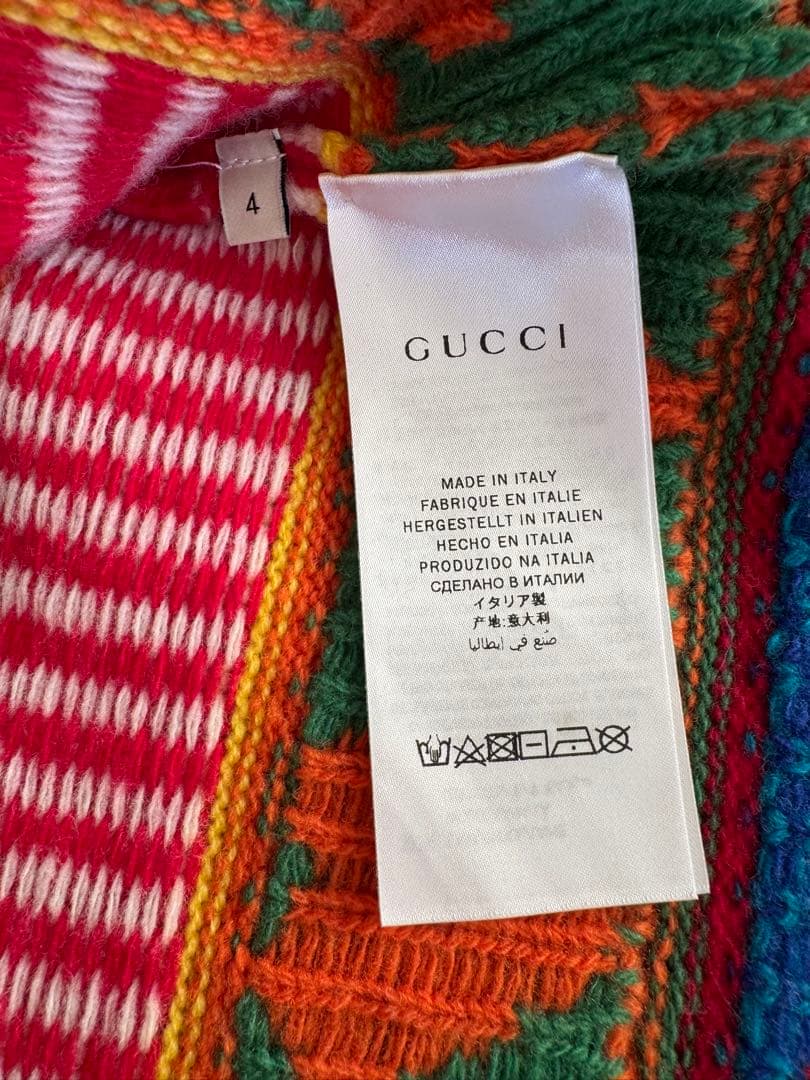 4
GUCCI
MADE IN ITALY
FABRIQUE EN ITALIE
HERGESTELLT IN ITALIEN
HECHO EN ITALIA
PRODUZIDO NA ITALIA
СДЕЛАНО В ИТАЛИИ
イタリア製
产地:意大利
صنع في إيطاليا